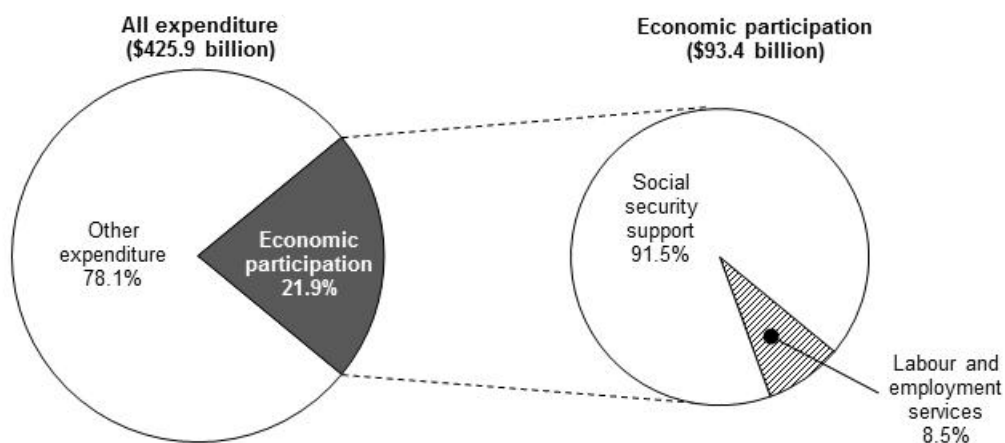 All expenditure
($425.9 billion)
Other
expenditure
78.1%
Economic
participation
21.9%
Economic participation
($93.4 billion)
Social
security
support
91.5%
Labour and
employment
services
8.5%